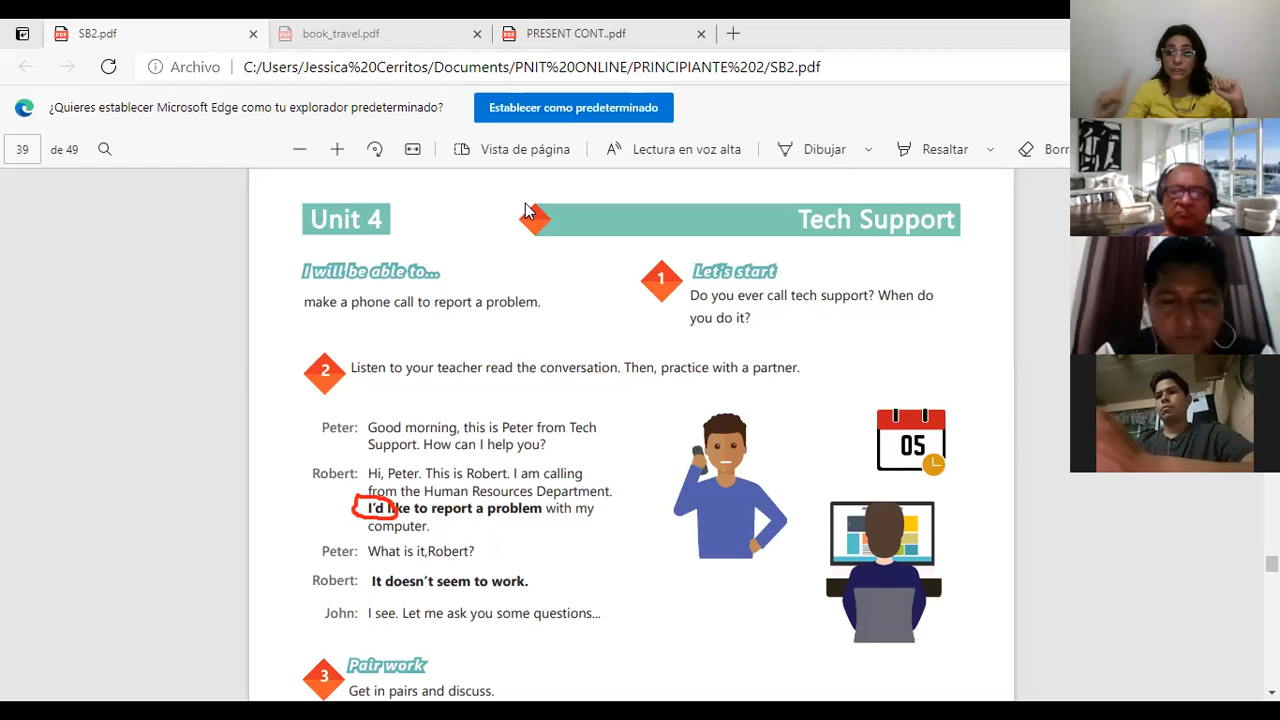 SB2.pdf
book_travel.pdf
PRESENT CONT..pdf
Archivo
C:/Users/Jessica%20Cerritos/Documents/PNIT%20ONLINE/PRINCIPIANTE%202/SB2.pdf
¿Quieres establecer Microsoft Edge como tu explorador predeterminado?
Establecer como predeterminado
39 de 49
Vista de página
Lectura en voz alta
Dibujar
Resaltar
Borr
Unit 4
Tech Support
I will be able to...
make a phone call to report a problem.
1 Let's start
Do you ever call tech support? When do
you do it?
2 Listen to your teacher read the conversation. Then, practice with a partner.
Peter: Good morning, this is Peter from Tech
Support. How can I help you?
Robert: Hi, Peter. This is Robert. I am calling
from the Human Resources Department.
I'd like to report a problem with my
computer.
Peter: What is it,Robert?
Robert: It doesn't seem to work.
John: I see. Let me ask you some questions...
05
3 Pair work
Get in pairs and discuss.